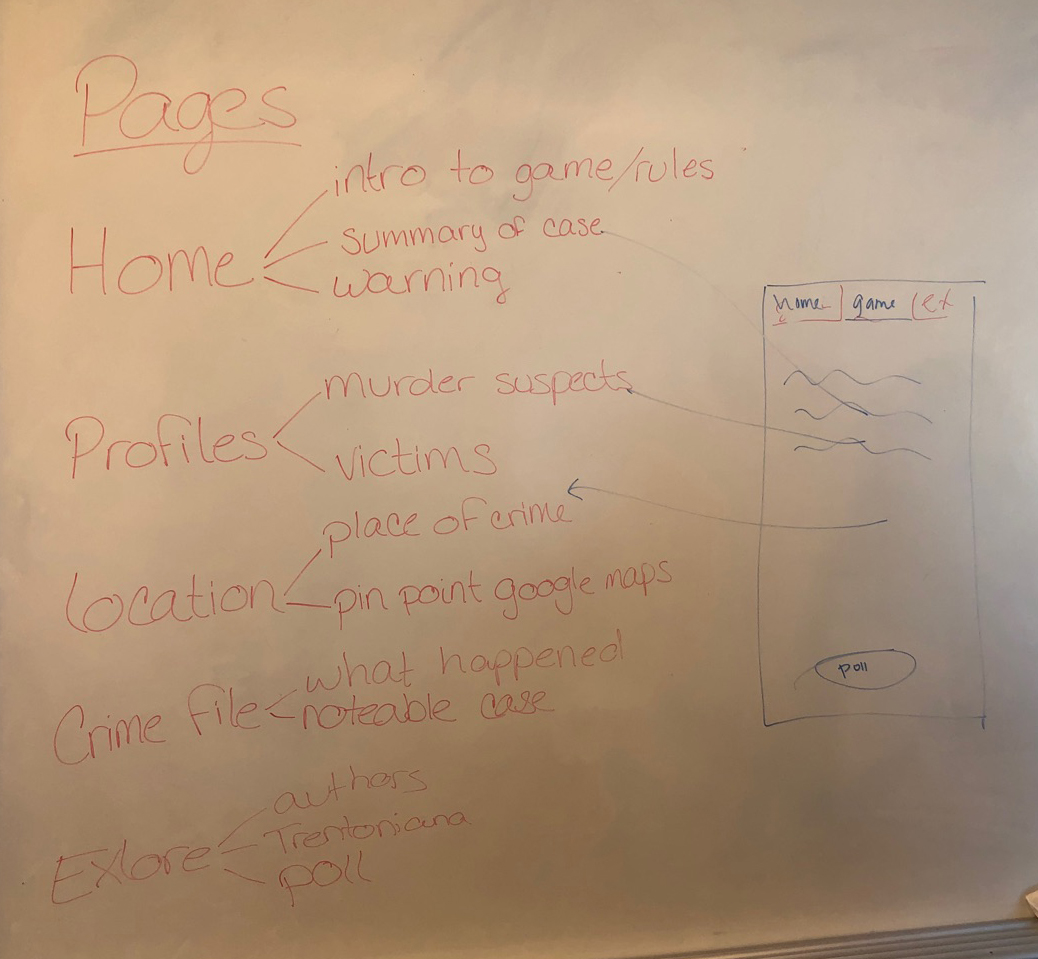 Pages
intro to game/rules
Home
summary of case
warning
home game ex
murder suspects
Profiles
victims
place of crime
Location
pin point google maps
what happened
Crime file
noteable case
poll
authors
Trentoniana
Exlore
poll